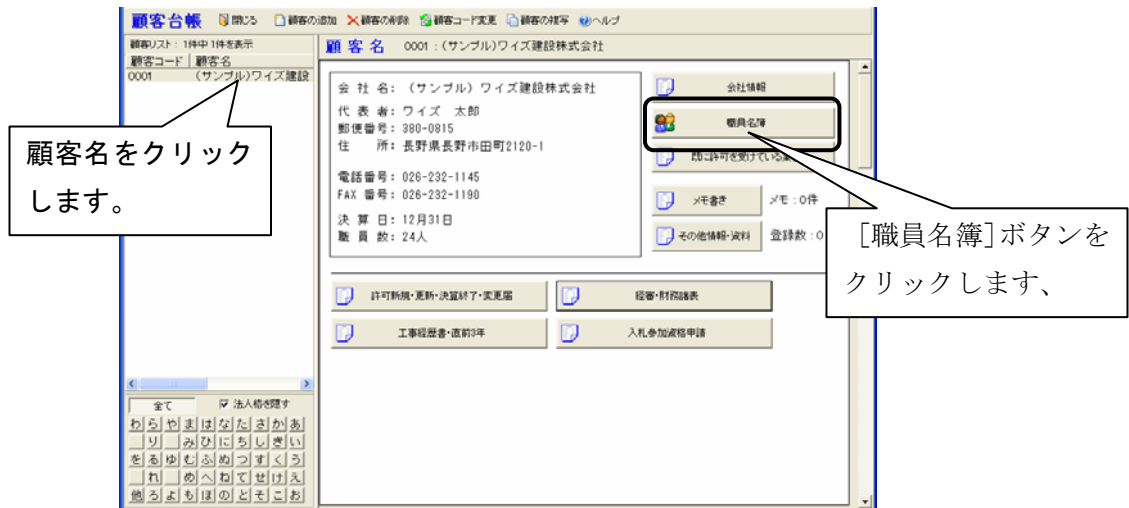 顧客台帳 閉じる 顧客の追加 顧客の削除 顧客コード変更 顧客の複写 ヘルプ
顧客リスト： 1件中 1件を表示
顧客コード 顧客名
0001 (サンプル)ワイズ建設
顧客名をクリック
します。
顧 客 名 0001：(サンプル)ワイズ建設株式会社
会 社 名： (サンプル) ワイズ建設株式会社
代 表 者： ワイズ 太郎
郵便番号： 380-0815
住 所： 長野県長野市田町2120-1
電話番号： 026-232-1145
FAX 番号： 026-232-1190
決 算 日： 12月31日
職 員 数： 24人
会社情報
職員名簿
既に許可を受けている
メモ書き メモ：0件
その他情報・資料 登録数：0
［職員名簿］ボタンを
クリックします、
許可新規・更新・決算終了・変更届 経審・財務諸表
工事経歴書・直前3年 入札参加資格申請
全て 法人格を隠す
わ ら や ま は な た さ か あ
り み ひ に ち し き い
を る ゆ む ふ ぬ つ す く う
れ め へ ね て せ け え
他 ろ よ も ほ の と そ こ お